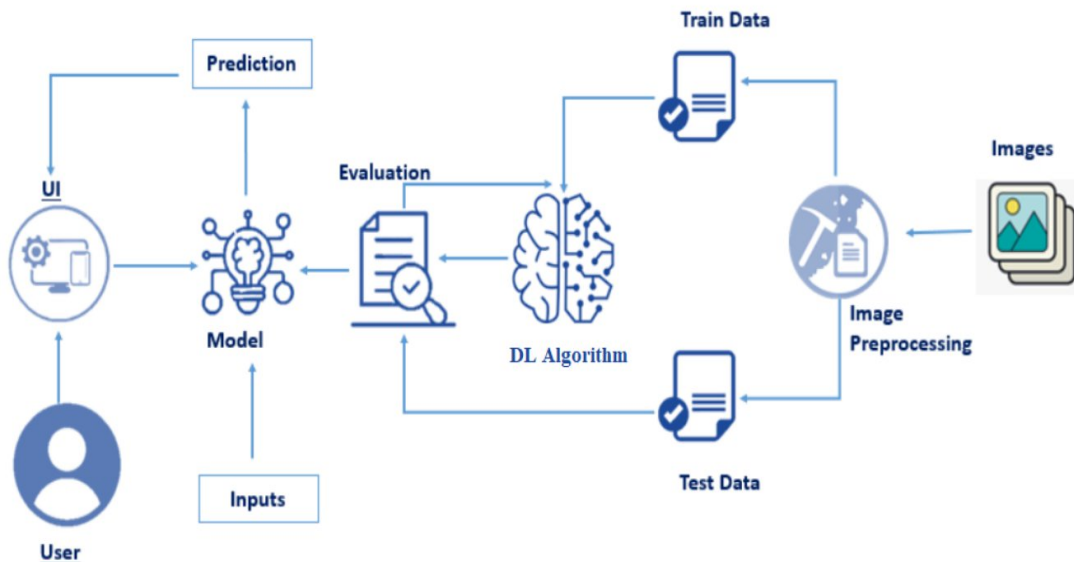 Train Data
Prediction
Images
Evaluation
UI
Image
Preprocessing
Model
DL Algorithm
Test Data
Inputs
User